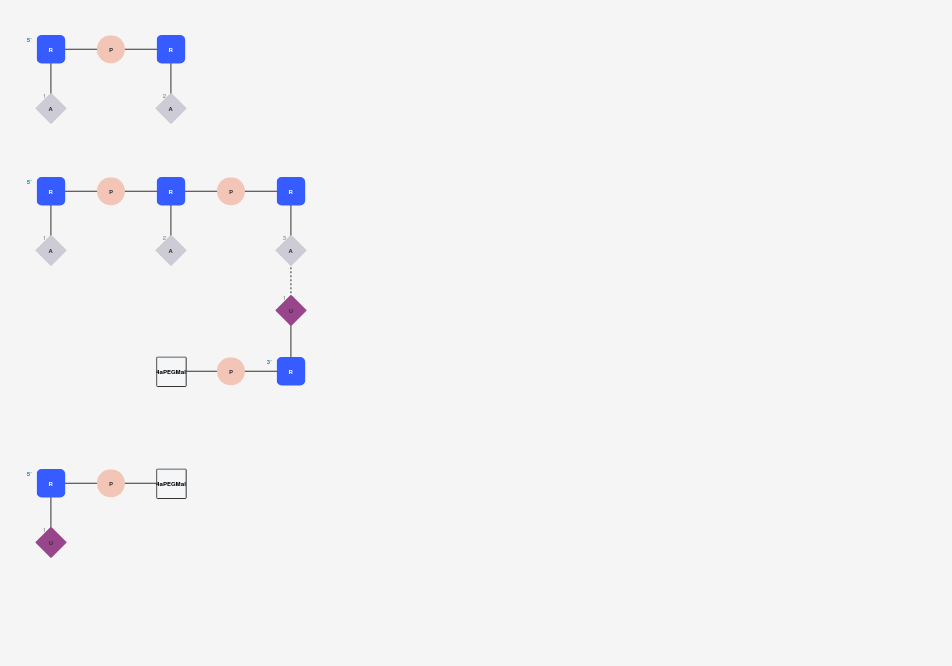 5'
R P R
1 2
A A
5'
R P R P R
1 2 3
A A A
1
U
3'
4aPEGMal P R
5'
R P 4aPEGMal
1
U